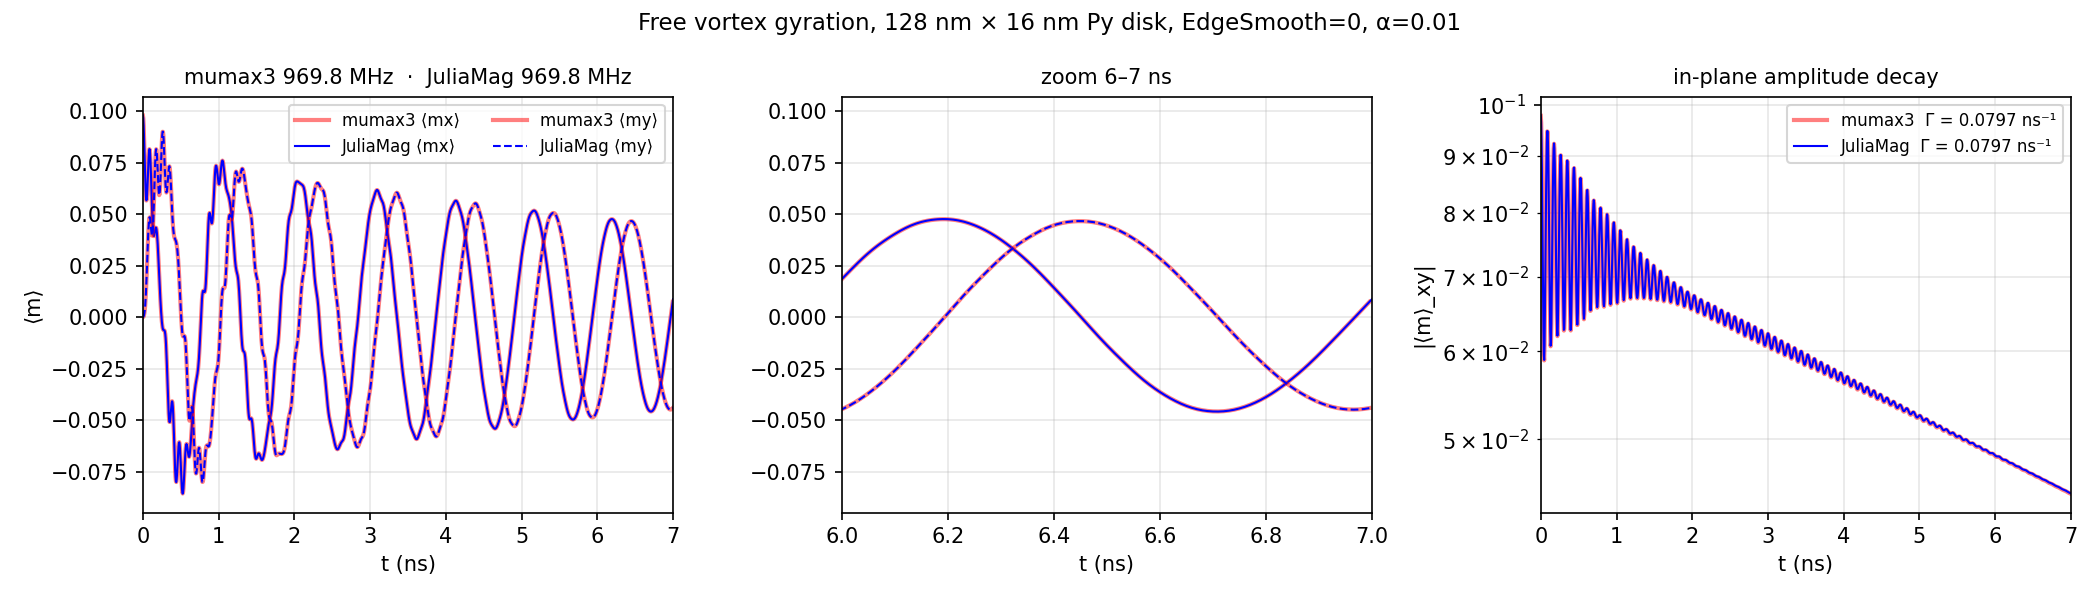 Free vortex gyration, 128 nm × 16 nm Py disk, EdgeSmooth=0, α=0.01
mumax3 969.8 MHz · JuliaMag 969.8 MHz
⟨m⟩
0.100
0.075
0.050
0.025
0.000
−0.025
−0.050
−0.075
mumax3 ⟨mx⟩
JuliaMag ⟨mx⟩
mumax3 ⟨my⟩
JuliaMag ⟨my⟩
0 1 2 3 4 5 6 7
t (ns)
zoom 6–7 ns
0.100
0.075
0.050
0.025
0.000
−0.025
−0.050
−0.075
6.0 6.2 6.4 6.6 6.8 7.0
t (ns)
in-plane amplitude decay
|⟨m⟩_xy|
10⁻¹
9 × 10⁻²
8 × 10⁻²
7 × 10⁻²
6 × 10⁻²
5 × 10⁻²
mumax3 Γ = 0.0797 ns⁻¹
JuliaMag Γ = 0.0797 ns⁻¹
0 1 2 3 4 5 6 7
t (ns)